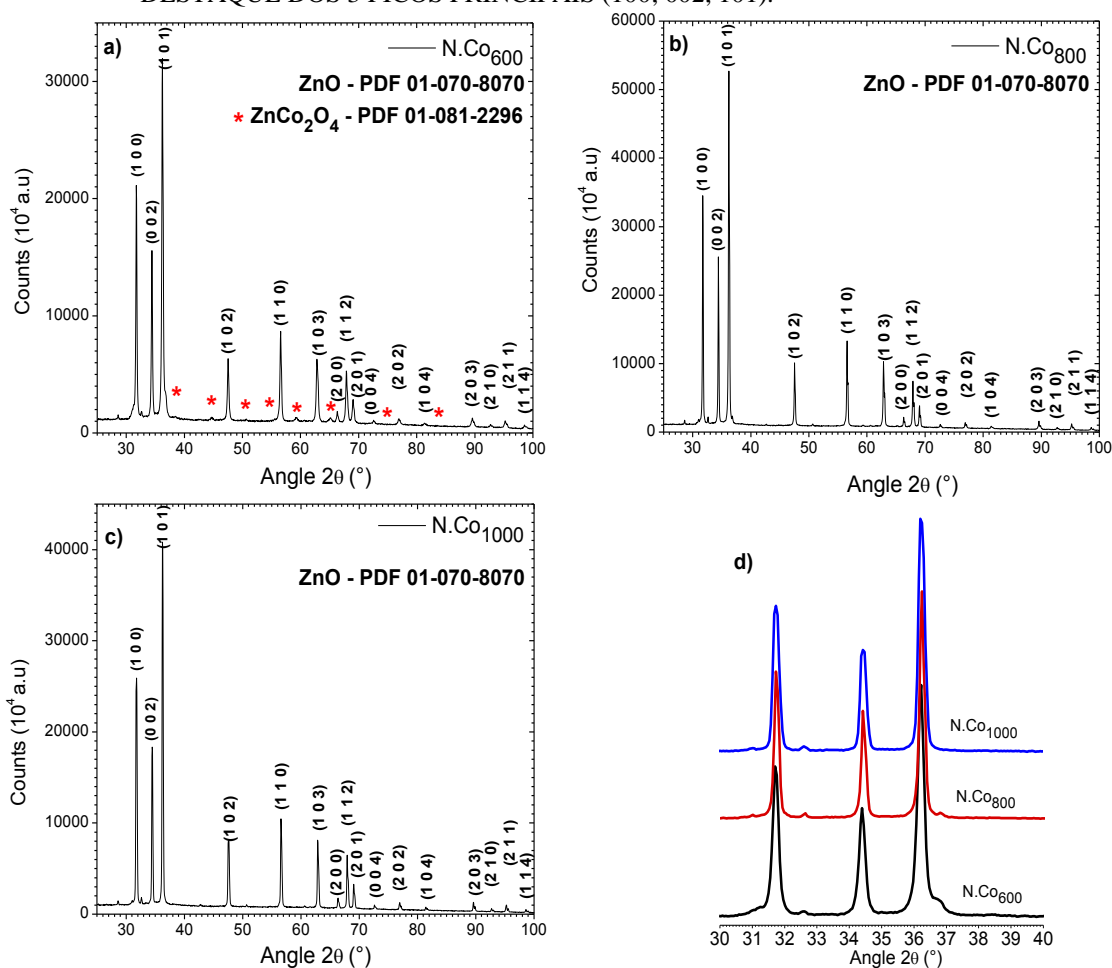 DESTAQUE DOS 3 PICOS PRINCIPAIS (100, 002, 101).
a)
N.Co600
ZnO - PDF 01-070-8070
* ZnCo2O4 - PDF 01-081-2296
Counts (10^4 a.u)
30000
20000
10000
0
(1 0 0)
(0 0 2)
(1 0 1)
(1 0 2)
(1 1 0)
(1 0 3)
(2 0 0)
(1 1 2)
(2 0 1)
(0 0 4)
(2 0 2)
(1 0 4)
(2 0 3)
(2 1 0)
(2 1 1)
(1 1 4)
* * * * * * * *
30 40 50 60 70 80 90 100
Angle 2θ (°)
b)
N.Co800
ZnO - PDF 01-070-8070
Counts (10^4 a.u)
60000
50000
40000
30000
20000
10000
0
(1 0 0)
(0 0 2)
(1 0 1)
(1 0 2)
(1 1 0)
(1 0 3)
(2 0 0)
(1 1 2)
(2 0 1)
(0 0 4)
(2 0 2)
(1 0 4)
(2 0 3)
(2 1 0)
(2 1 1)
(1 1 4)
30 40 50 60 70 80 90 100
Angle 2θ (°)
c)
N.Co1000
ZnO - PDF 01-070-8070
Counts (10^4 a.u)
40000
30000
20000
10000
0
(1 0 0)
(0 0 2)
(1 0 1)
(1 0 2)
(1 1 0)
(1 0 3)
(2 0 0)
(1 1 2)
(2 0 1)
(0 0 4)
(2 0 2)
(1 0 4)
(2 0 3)
(2 1 0)
(2 1 1)
(1 1 4)
30 40 50 60 70 80 90 100
Angle 2θ (°)
d)
N.Co1000
N.Co800
N.Co600
30 31 32 33 34 35 36 37 38 39 40
Angle 2θ (°)